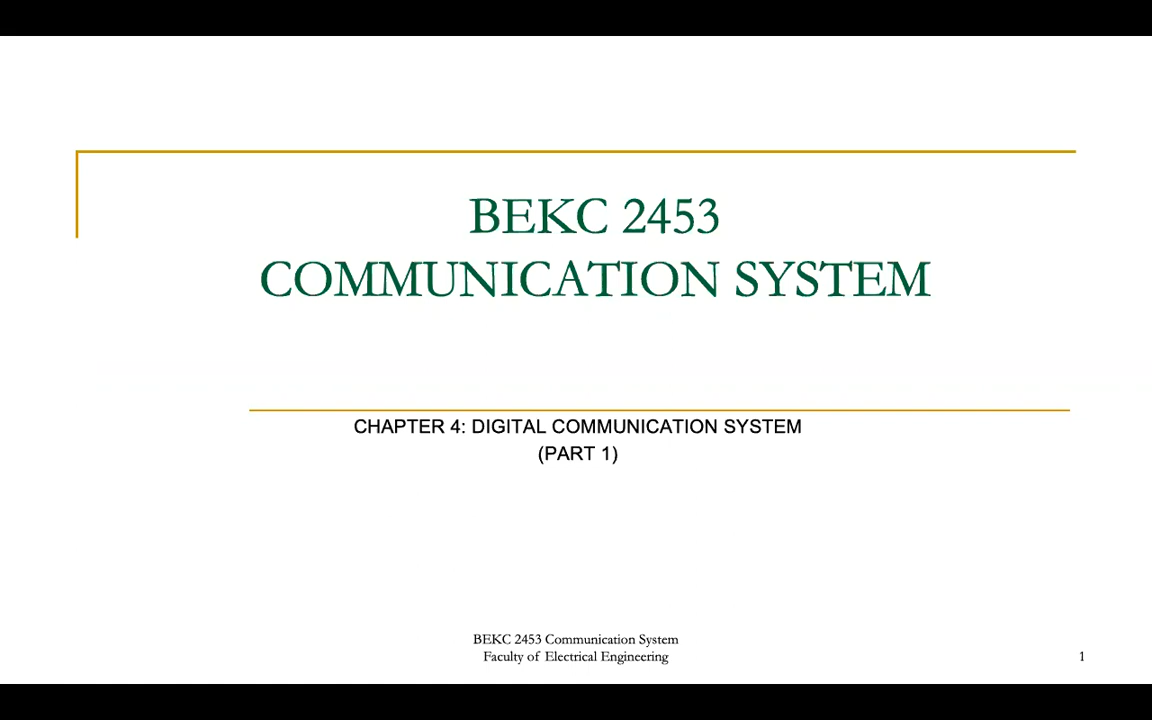 BEKC 2453
COMMUNICATION SYSTEM
CHAPTER 4: DIGITAL COMMUNICATION SYSTEM
(PART 1)
BEKC 2453 Communication System
Faculty of Electrical Engineering
1